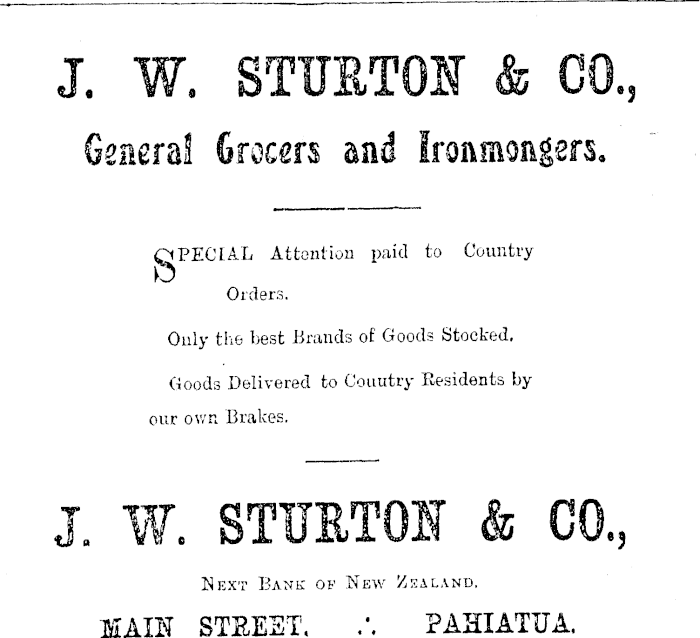 J. W. STURTON & CO.,
General Grocers and Ironmongers.
SPECIAL Attention paid to Country
Orders.
Only the best Brands of Goods Stocked.
Goods Delivered to Couutry Residents by
our own Brakes.
J. W. STURTON & CO.,
NEXT BANK OF NEW ZEALAND.
MAIN STREET. ∴ PAHIATUA.